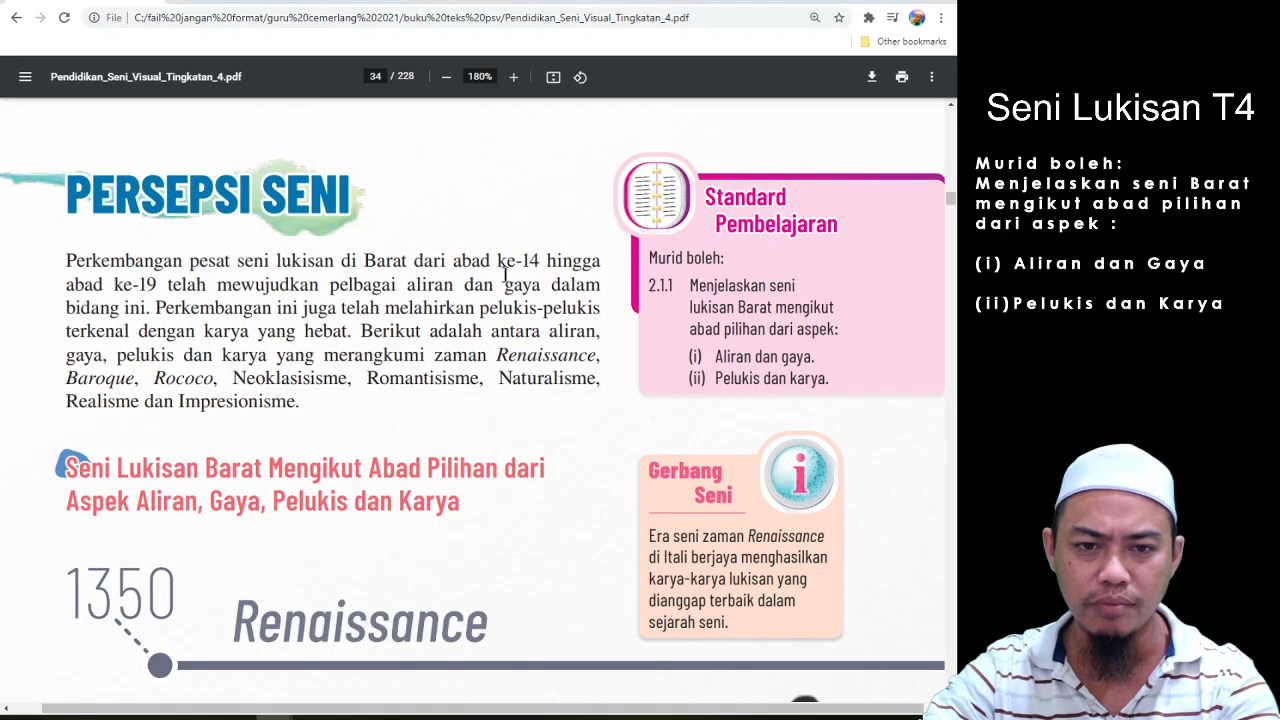 File
C:/fail%20jangan%20format/guru%20cemerlang%202021/buku%20teks%20psv/Pendidikan_Seni_Visual_Tingkatan_4.pdf
Other bookmarks
Pendidikan_Seni_Visual_Tingkatan_4.pdf
34 / 228
180%
PERSEPSI SENI
Perkembangan pesat seni lukisan di Barat dari abad ke-14 hingga
abad ke-19 telah mewujudkan pelbagai aliran dan gaya dalam
bidang ini. Perkembangan ini juga telah melahirkan pelukis-pelukis
terkenal dengan karya yang hebat. Berikut adalah antara aliran,
gaya, pelukis dan karya yang merangkumi zaman Renaissance,
Baroque, Rococo, Neoklasisisme, Romantisisme, Naturalisme,
Realisme dan Impresionisme.
Seni Lukisan Barat Mengikut Abad Pilihan dari
Aspek Aliran, Gaya, Pelukis dan Karya
1350
Renaissance
Standard
Pembelajaran
Murid boleh:
2.1.1 Menjelaskan seni
lukisan Barat mengikut
abad pilihan dari aspek:
(i) Aliran dan gaya.
(ii) Pelukis dan karya.
Gerbang
Seni
i
Era seni zaman Renaissance
di Itali berjaya menghasilkan
karya-karya lukisan yang
dianggap terbaik dalam
sejarah seni.
Seni Lukisan T4
Murid boleh:
Menjelaskan seni Barat
mengikut abad pilihan
dari aspek :
(i) Aliran dan Gaya
(ii)Pelukis dan Karya